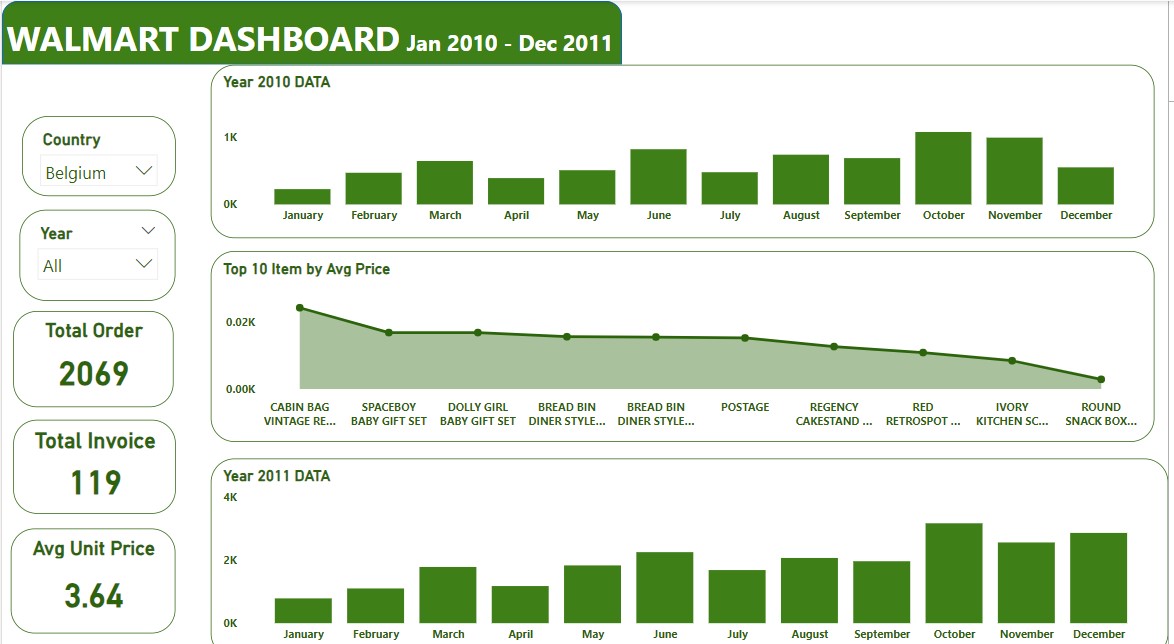 WALMART DASHBOARD Jan 2010 - Dec 2011
Country
Belgium
Year
All
Total Order
2069
Total Invoice
119
Avg Unit Price
3.64
Year 2010 DATA
1K
0K
January February March April May June July August September October November December
Top 10 Item by Avg Price
0.02K
0.00K
CABIN BAG SPACEBOY DOLLY GIRL BREAD BIN BREAD BIN POSTAGE REGENCY RED IVORY ROUND
VINTAGE RE... BABY GIFT SET BABY GIFT SET DINER STYLE... DINER STYLE... CAKESTAND ... RETROSPOT ... KITCHEN SC... SNACK BOX...
Year 2011 DATA
4K
2K
0K
January February March April May June July August September October November December